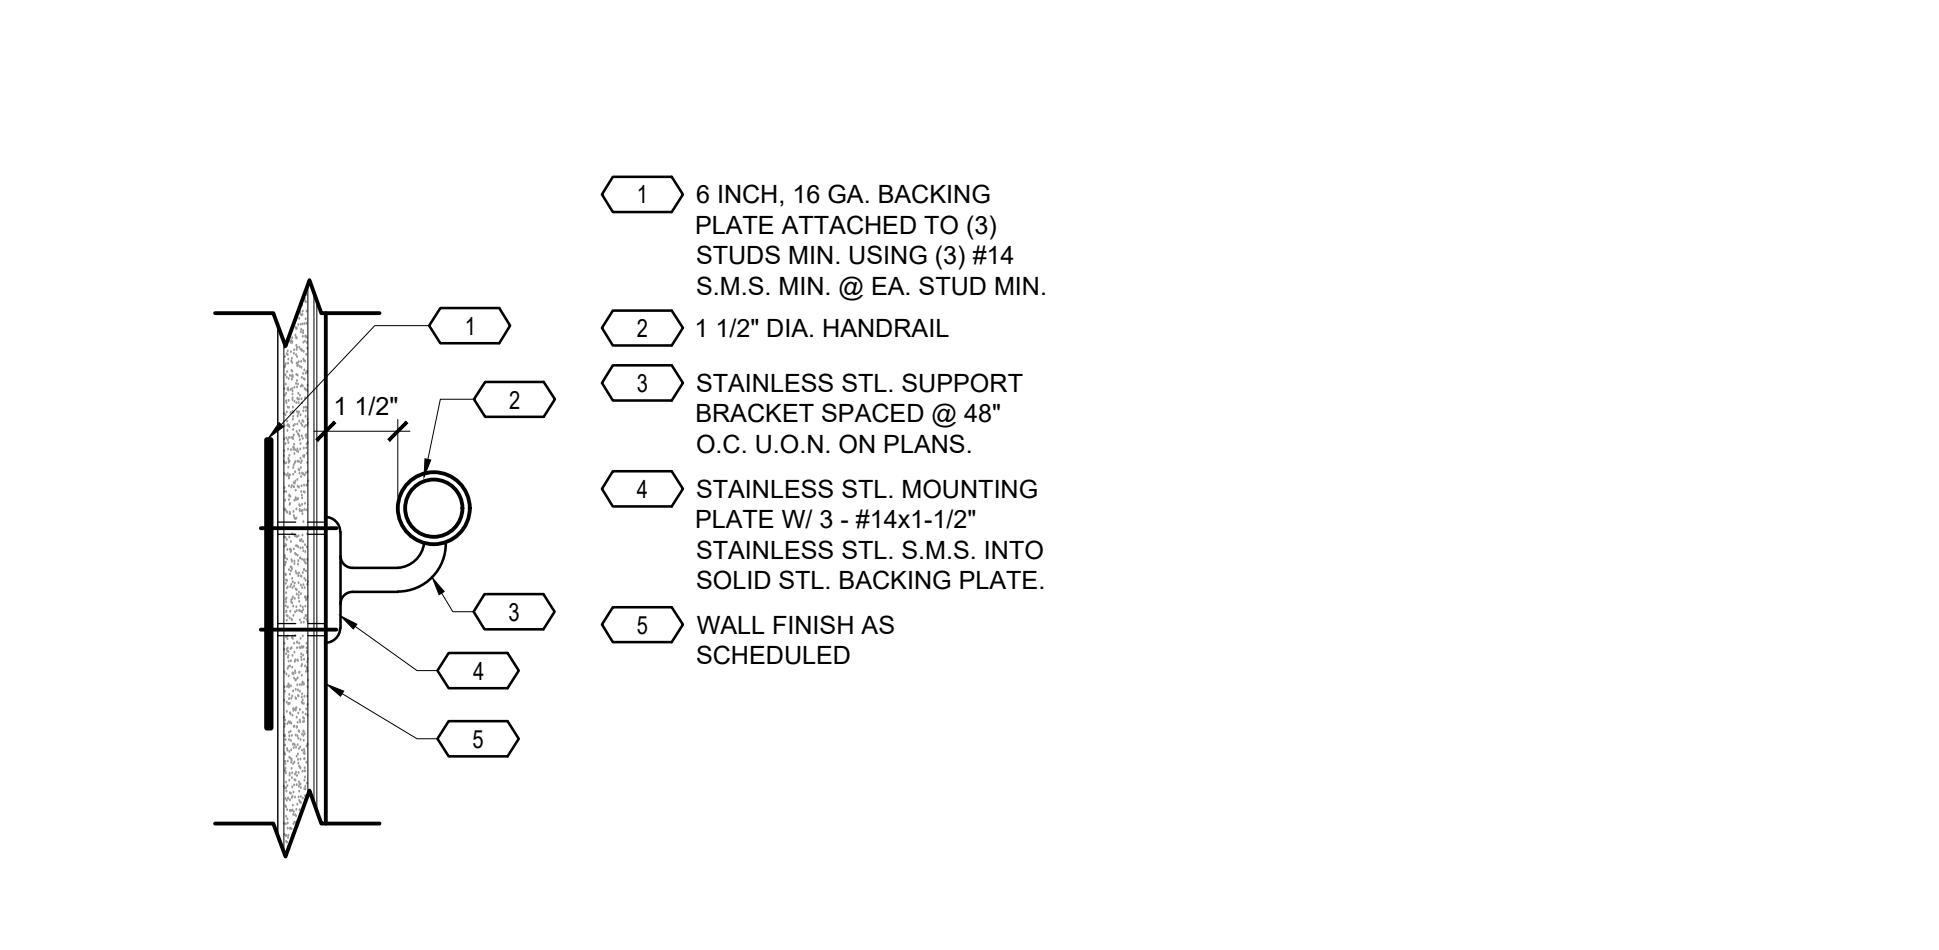 1 6 INCH, 16 GA. BACKING
PLATE ATTACHED TO (3)
STUDS MIN. USING (3) #14
S.M.S. MIN. @ EA. STUD MIN.
2 1 1/2" DIA. HANDRAIL
3 STAINLESS STL. SUPPORT
BRACKET SPACED @ 48"
O.C. U.O.N. ON PLANS.
4 STAINLESS STL. MOUNTING
PLATE W/ 3 - #14x1-1/2"
STAINLESS STL. S.M.S. INTO
SOLID STL. BACKING PLATE.
5 WALL FINISH AS
SCHEDULED
1
2
1 1/2"
3
4
5